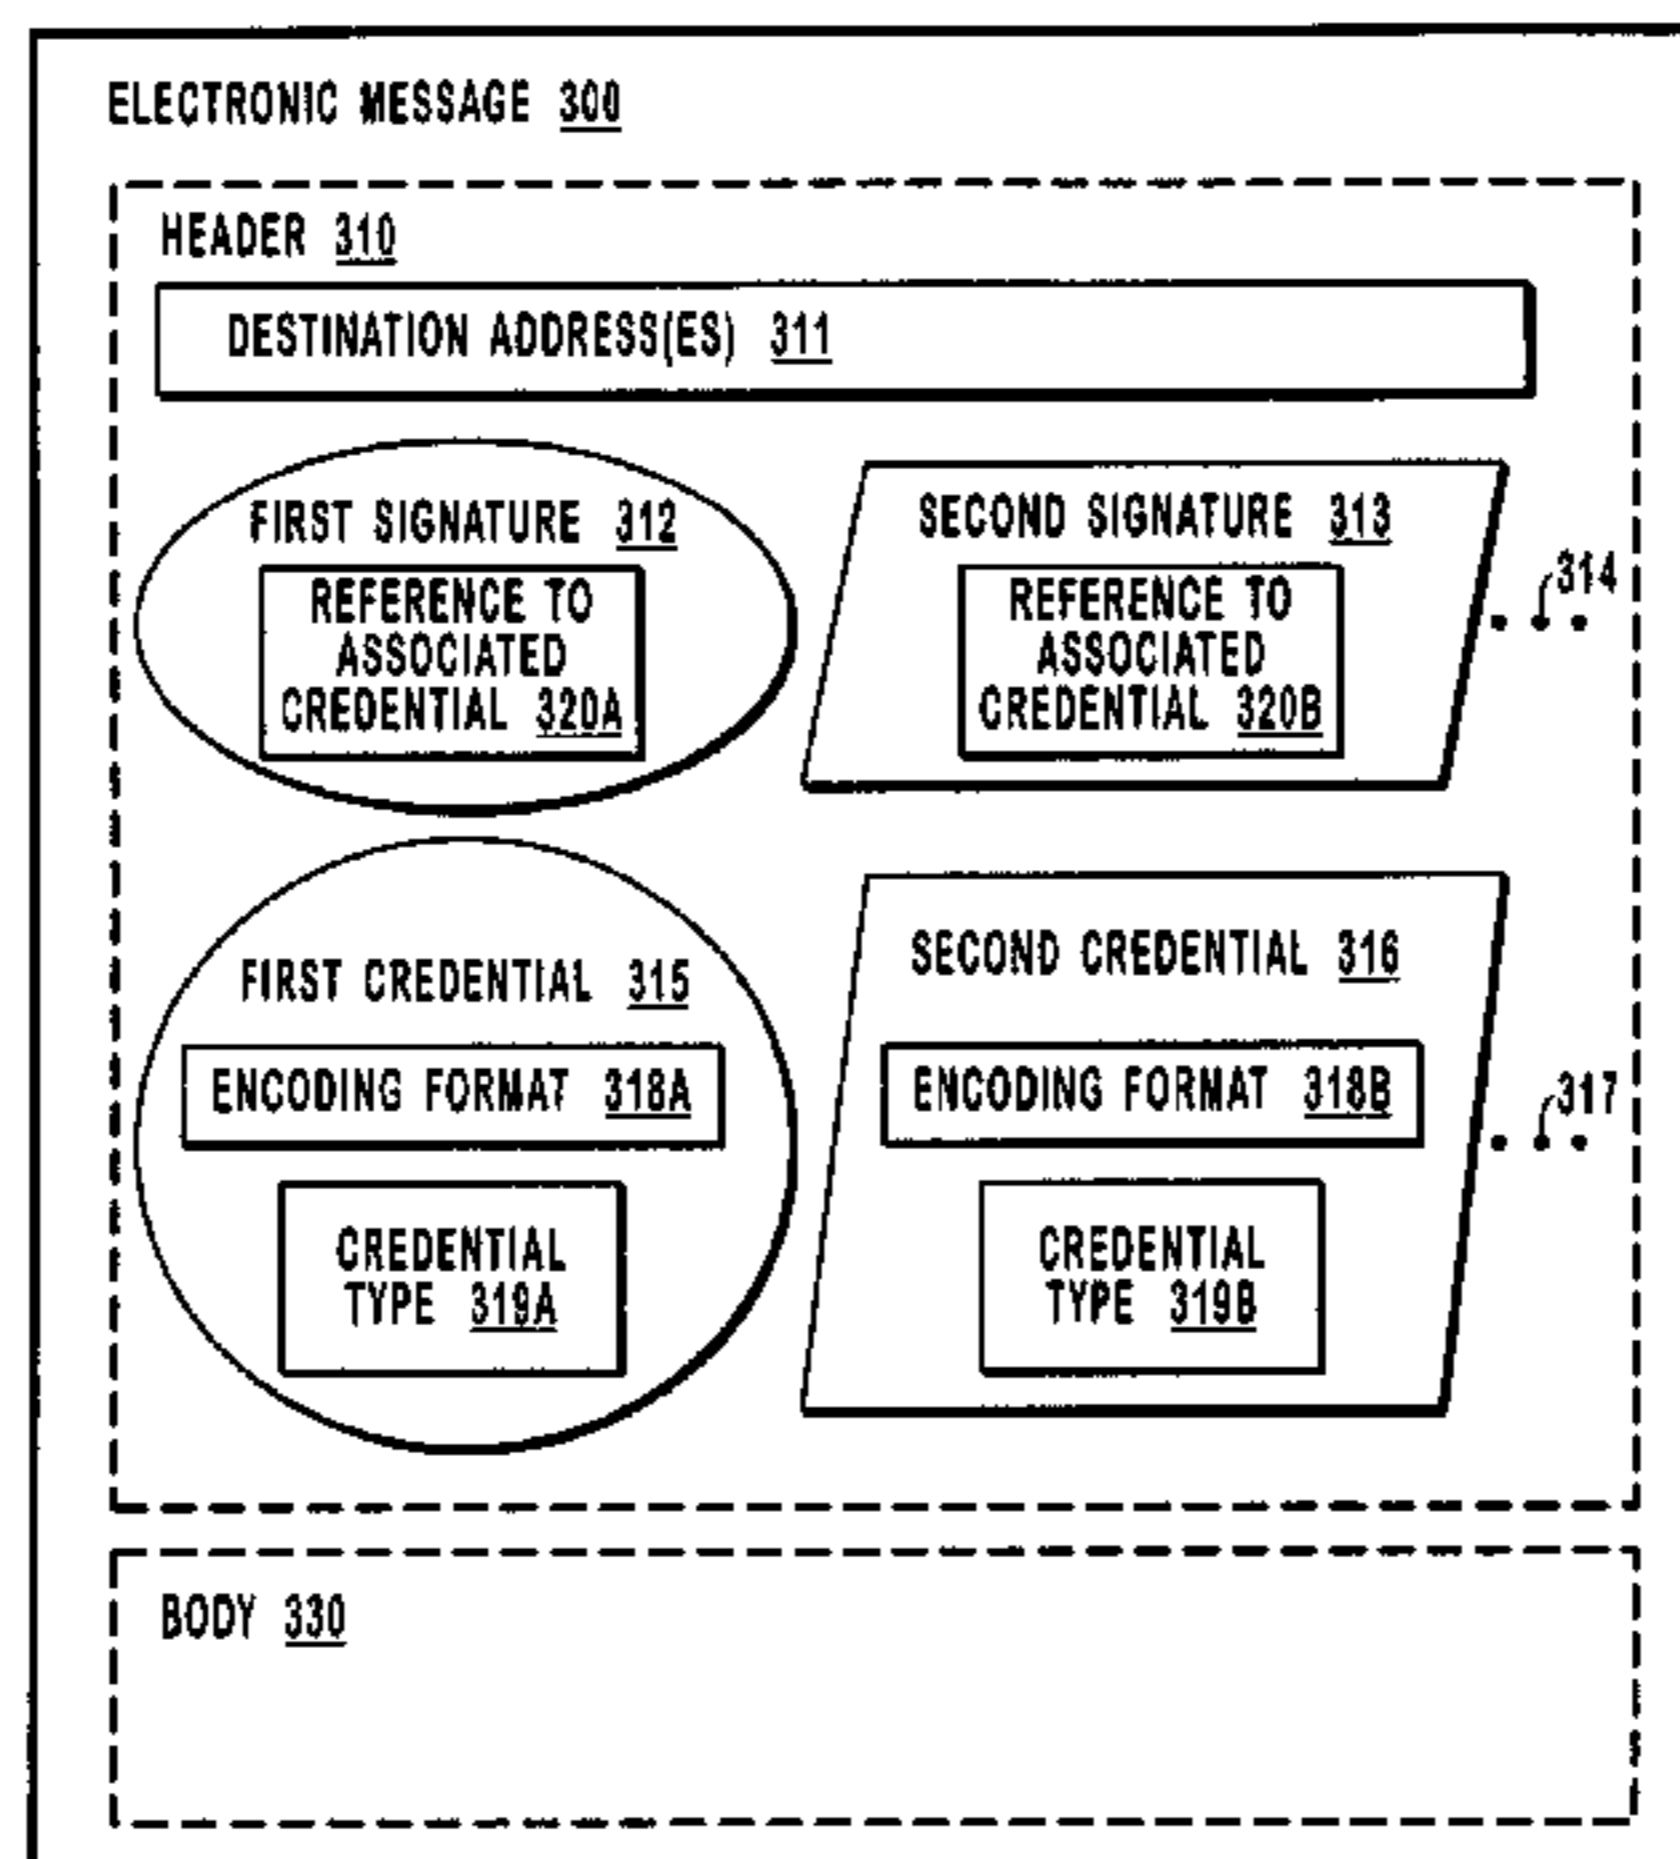 ELECTRONIC MESSAGE 300
HEADER 310
DESTINATION ADDRESS(ES) 311
FIRST SIGNATURE 312
REFERENCE TO
ASSOCIATED
CREDENTIAL 320A
SECOND SIGNATURE 313
REFERENCE TO
ASSOCIATED
CREDENTIAL 320B
314
FIRST CREDENTIAL 315
ENCODING FORMAT 318A
CREDENTIAL
TYPE 319A
SECOND CREDENTIAL 316
ENCODING FORMAT 318B
CREDENTIAL
TYPE 319B
317
BODY 330